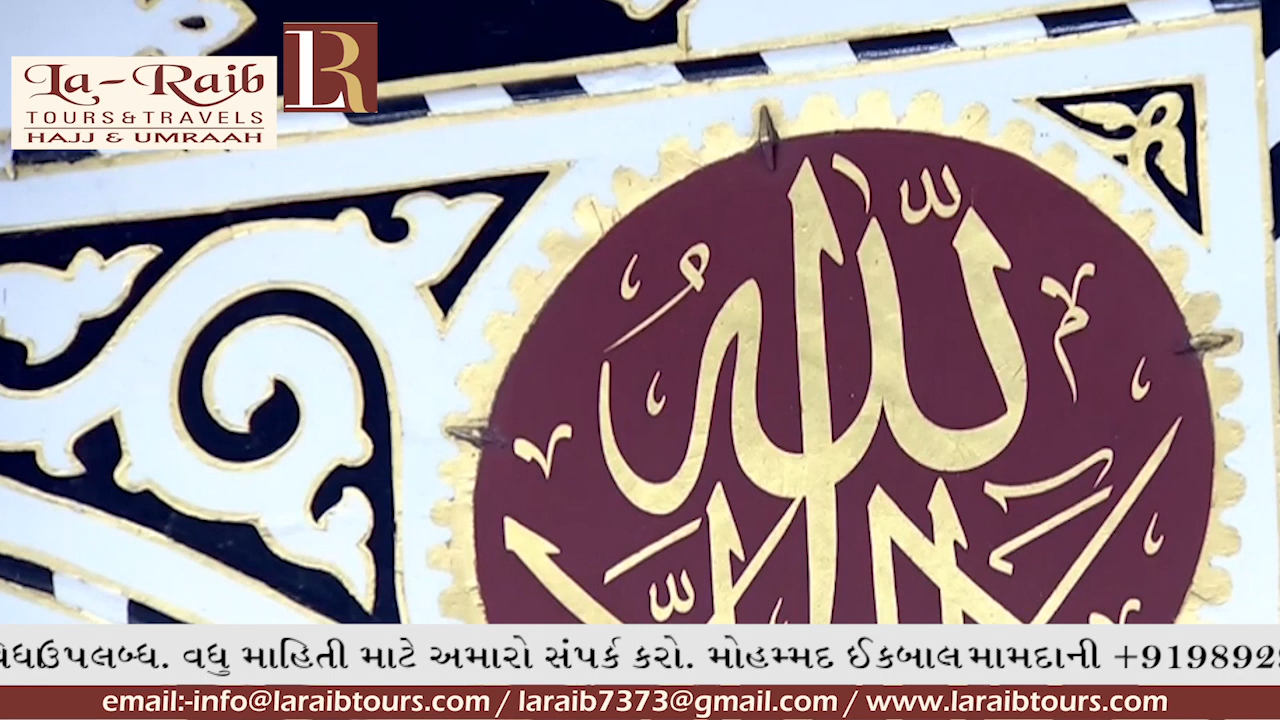 La-Raib
TOURS & TRAVELS
HAJJ & UMRAAH
LR
الله
ઉપલબ્ધ. વધુ માહિતી માટે અમારો સંપર્ક કરો. મોહમ્મદ ઈકબાલ મામદાની +9198929
email:-info@laraibtours.com / laraib7373@gmail.com / www.laraibtours.com